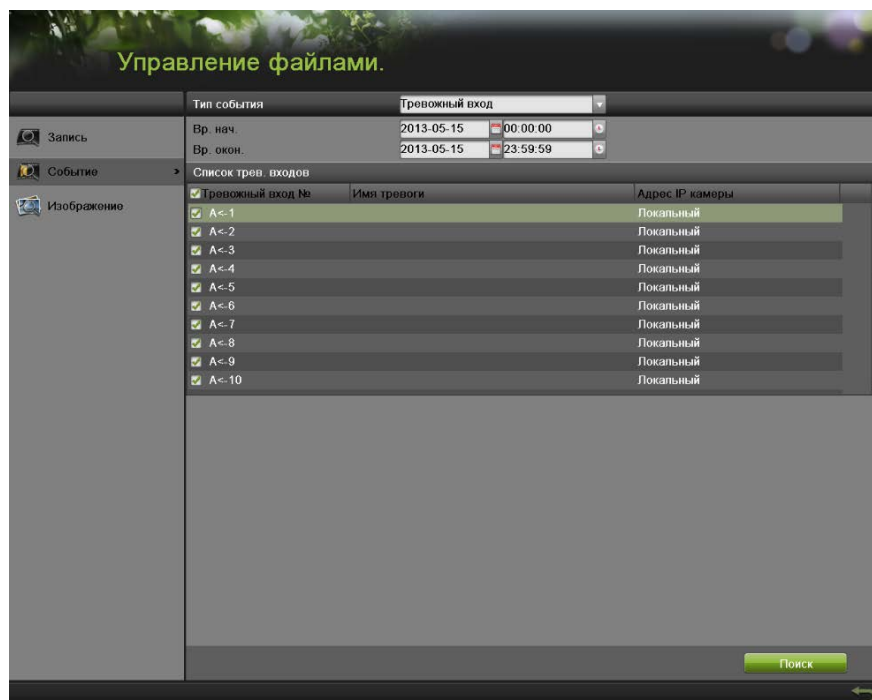 Управление файлами.
Тип события Тревожный вход
Запись
Вр. нач. 2013-05-15 00:00:00
Вр. окон. 2013-05-15 23:59:59
Событие
Список трев. входов
Изображение
Тревожный вход № Имя тревоги Адрес IP камеры
A<-1 Локальный
A<-2 Локальный
A<-3 Локальный
A<-4 Локальный
A<-5 Локальный
A<-6 Локальный
A<-7 Локальный
A<-8 Локальный
A<-9 Локальный
A<-10 Локальный
Поиск